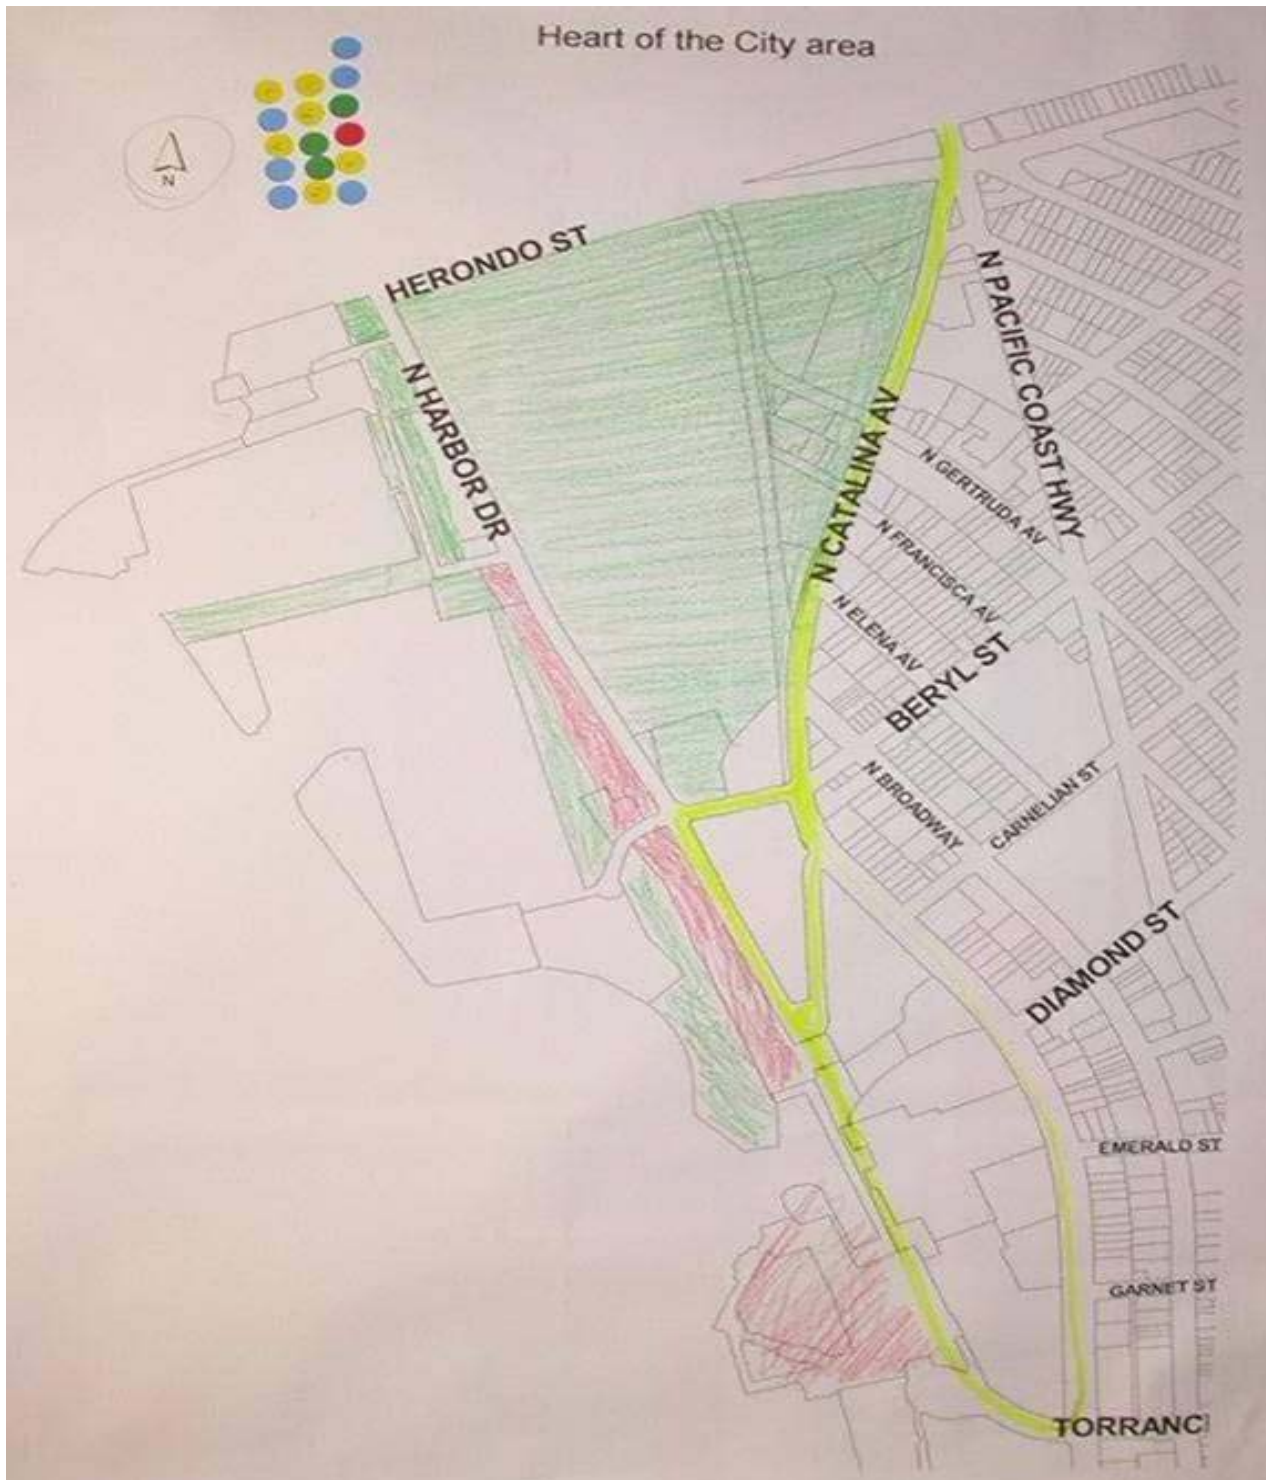 Heart of the City area
N
HERONDO ST
N HARBOR DR
N PACIFIC COAST HWY
N CATALINA AV
N GERTRUDA AV
N FRANCISCA AV
N ELENA AV
BERYL ST
N BROADWAY
CARNELIAN ST
DIAMOND ST
EMERALD ST
GARNET ST
TORRANC